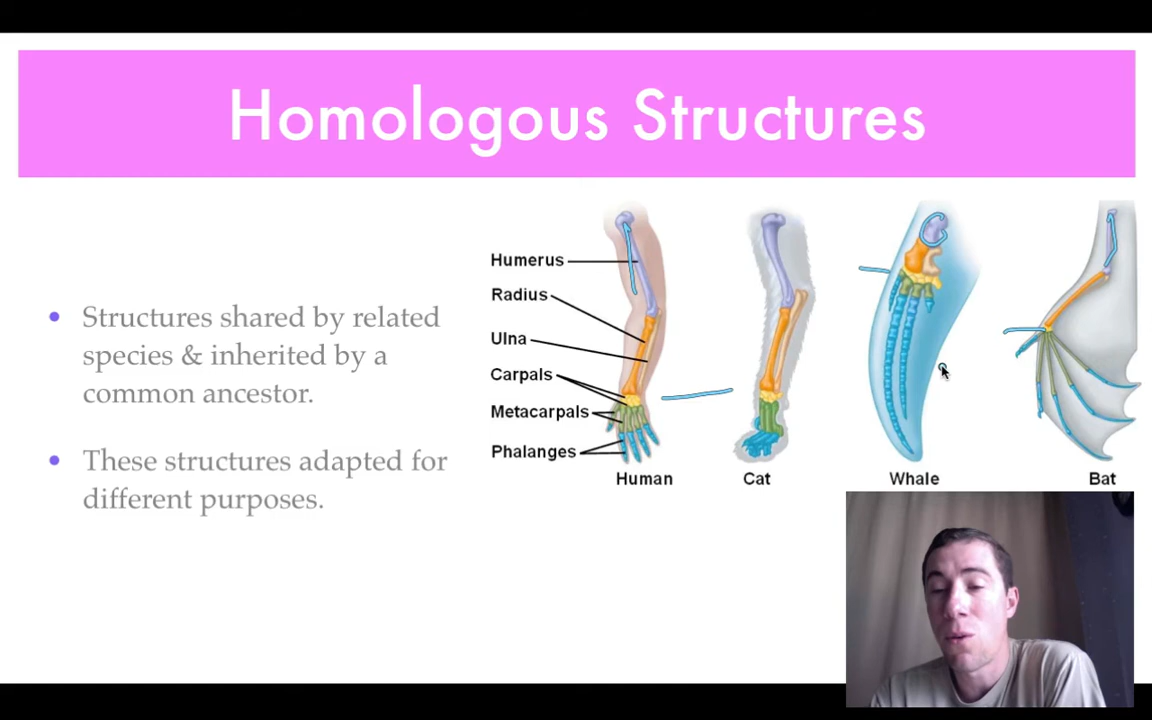 Homologous Structures
• Structures shared by related
species & inherited by a
common ancestor.
• These structures adapted for
different purposes.
Humerus
Radius
Ulna
Carpals
Metacarpals
Phalanges
Human
Cat
Whale
Bat